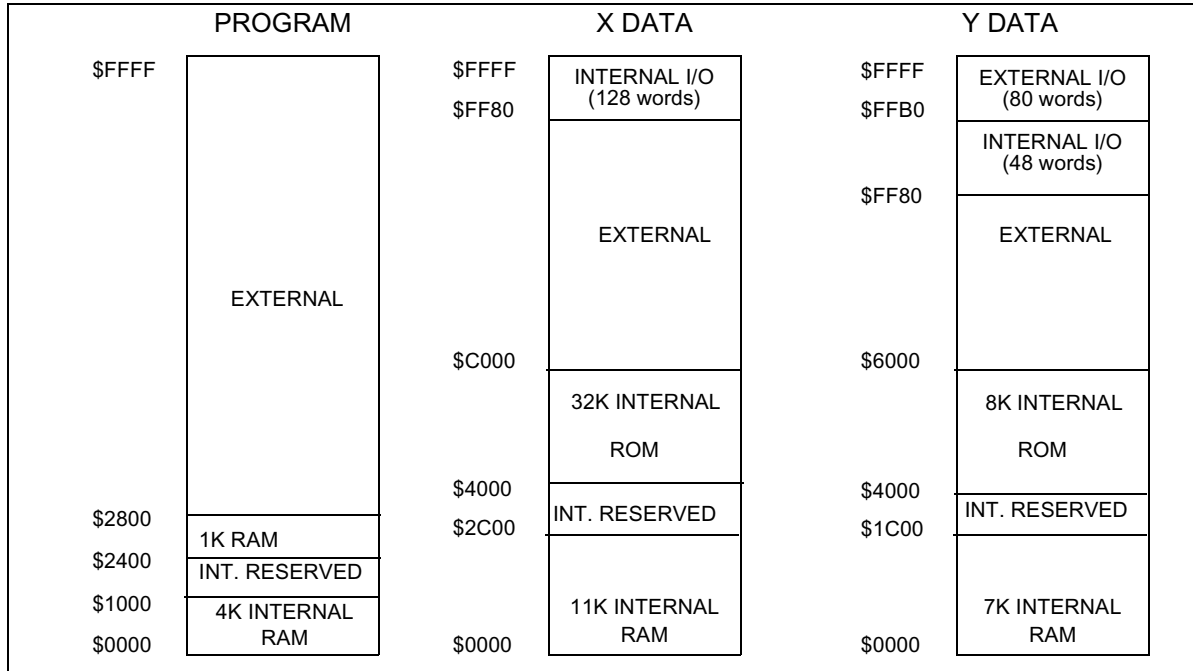 PROGRAM
$FFFF
EXTERNAL
$2800
1K RAM
$2400
INT. RESERVED
$1000
4K INTERNAL
RAM
$0000
X DATA
$FFFF
INTERNAL I/O
(128 words)
$FF80
EXTERNAL
$C000
32K INTERNAL
ROM
$4000
INT. RESERVED
$2C00
11K INTERNAL
RAM
$0000
Y DATA
$FFFF
EXTERNAL I/O
(80 words)
$FFB0
INTERNAL I/O
(48 words)
$FF80
EXTERNAL
$6000
8K INTERNAL
ROM
$4000
INT. RESERVED
$1C00
7K INTERNAL
RAM
$0000